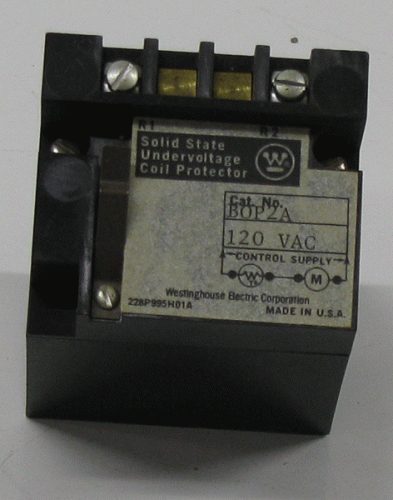 R1 R2
Solid State
Undervoltage
Coil Protector
W
Cat. No.
BOP2A
120 VAC
CONTROL SUPPLY
W M
Westinghouse Electric Corporation
228P995H01A MADE IN U.S.A.